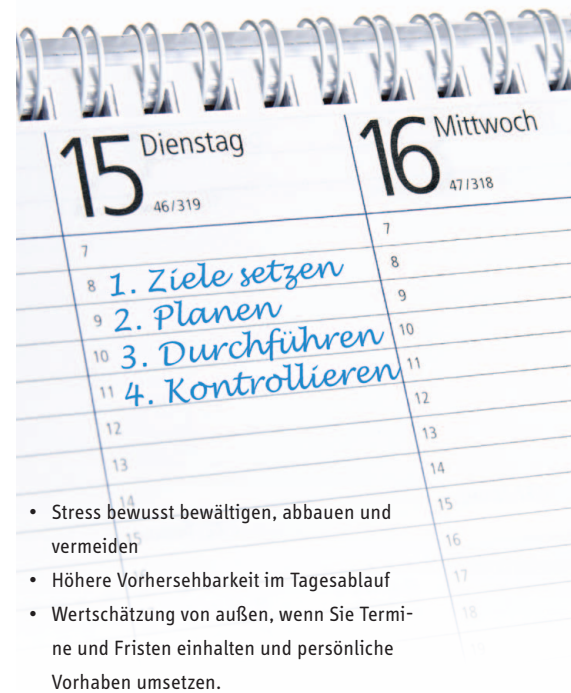 15 Dienstag
46/319
16 Mittwoch
47/318
7
8 1. Ziele setzen
9 2. Planen
10 3. Durchführen
11 4. Kontrollieren
12
13
14
7
8
9
10
11
12
13
14
15
16
17
18
• Stress bewusst bewältigen, abbauen und
vermeiden
• Höhere Vorhersehbarkeit im Tagesablauf
• Wertschätzung von außen, wenn Sie Termi-
ne und Fristen einhalten und persönliche
Vorhaben umsetzen.